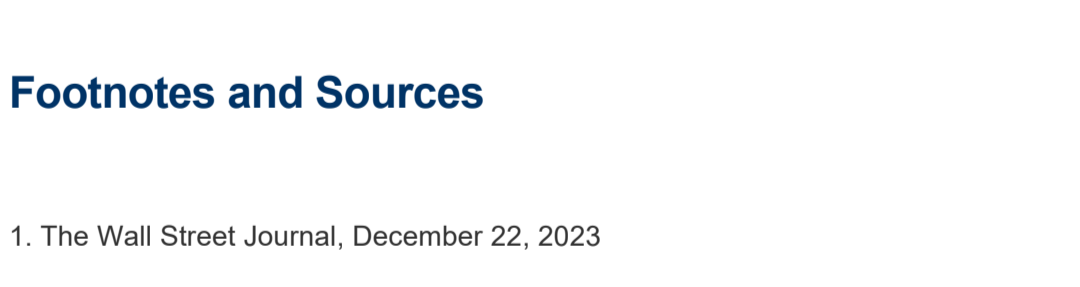 Footnotes and Sources
1. The Wall Street Journal, December 22, 2023